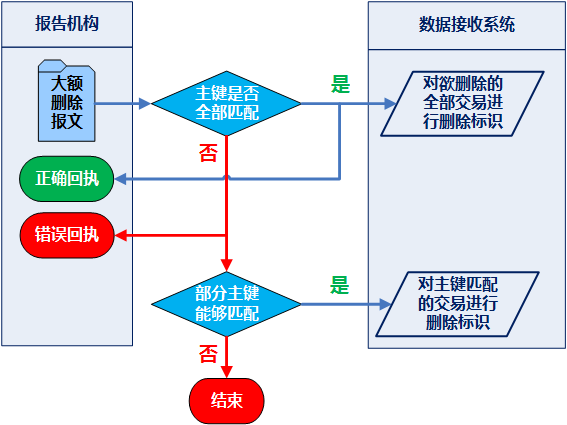 报告机构
数据接收系统
大额
删除
报文
主键是否
全部匹配
是
对欲删除的
全部交易进
行删除标识
否
正确回执
错误回执
部分主键
能够匹配
是
对主键匹配
的交易进行
删除标识
否
结束